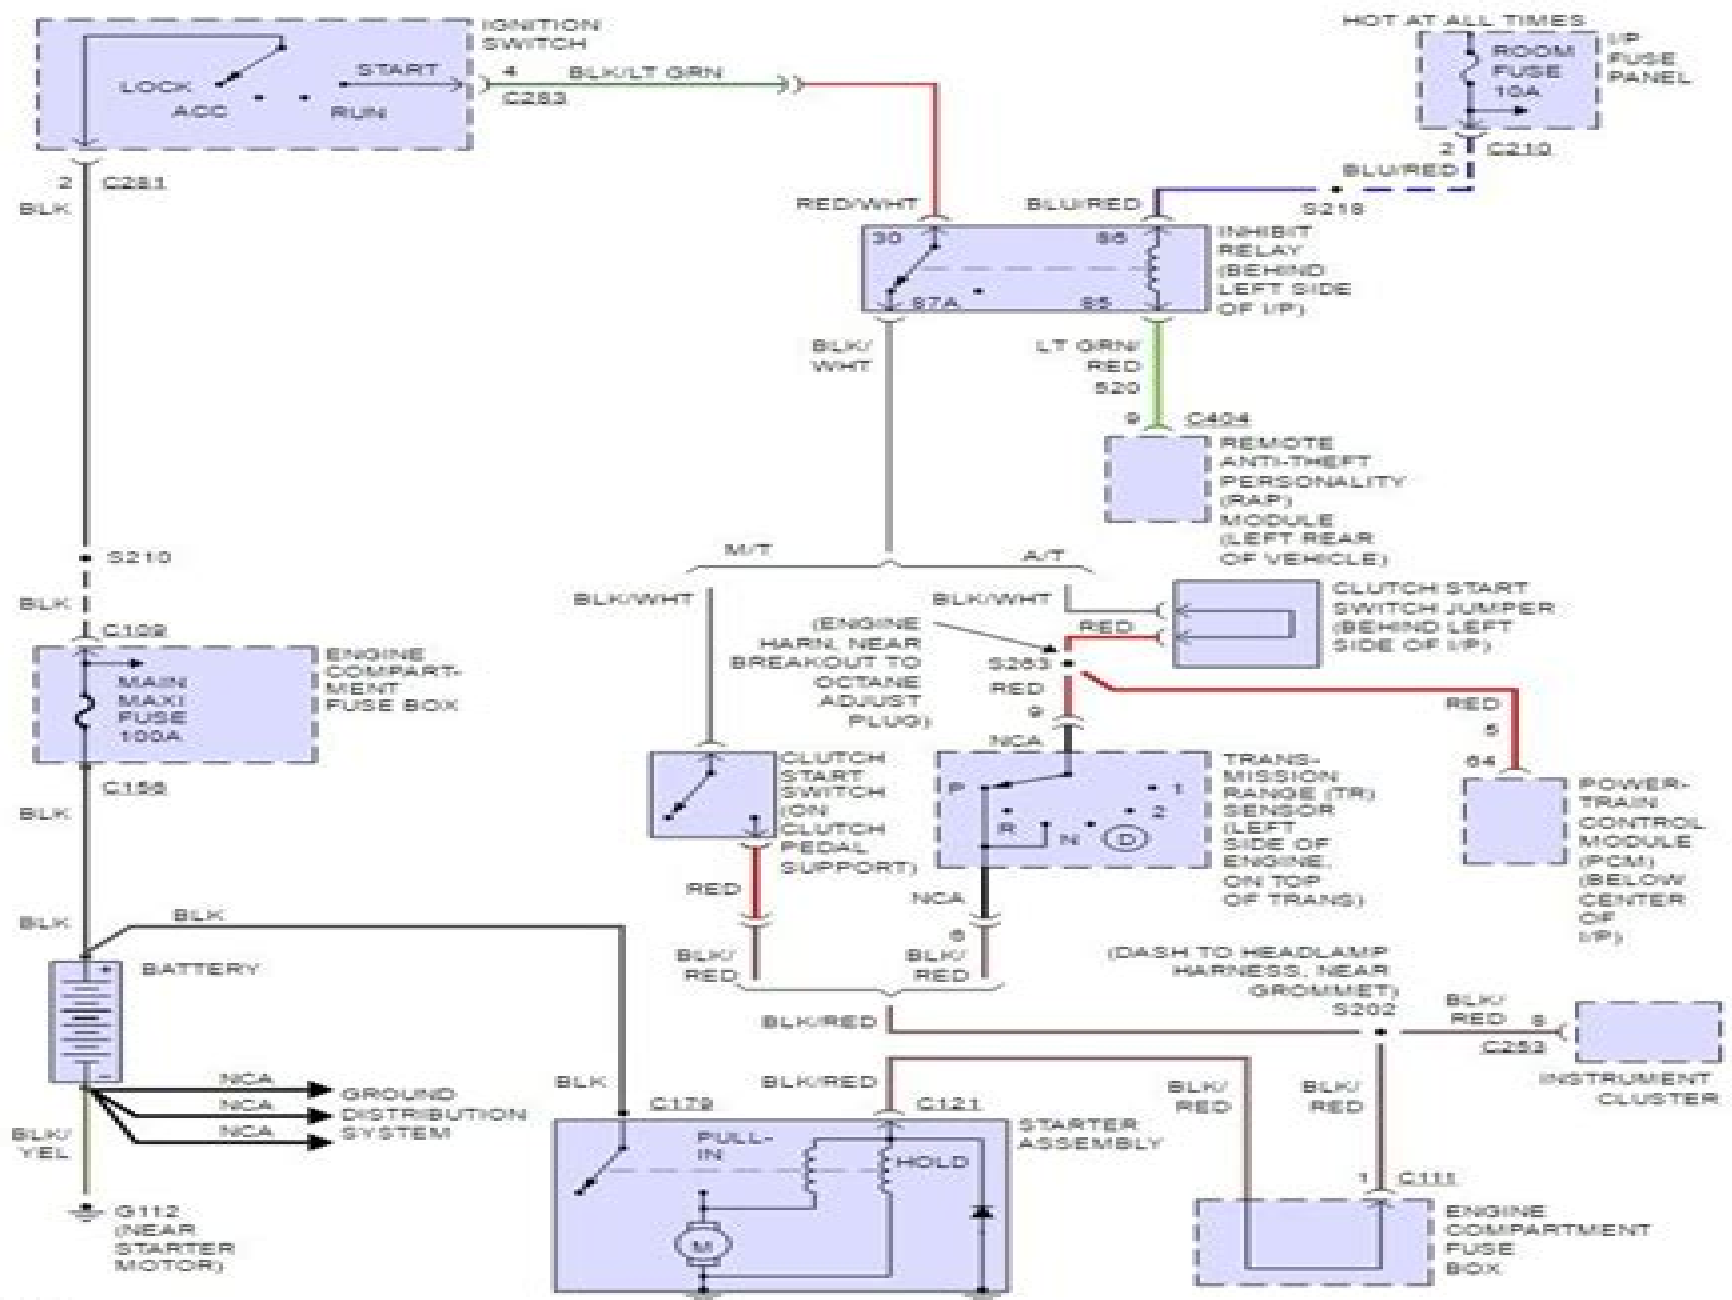 IGNITION
SWITCH
LOCK
ACC
RUN
START
4
C283
BLK/LT GRN
HOT AT ALL TIMES
ROOM
FUSE
10A
I/P
FUSE
PANEL
2
C210
BLU/RED
S218
2
C281
BLK
RED/WHT
BLU/RED
30
86
87A
85
INHIBIT
RELAY
(BEHIND
LEFT SIDE
OF I/P)
BLK/
WHT
LT GRN/
RED
520
9
C404
REMOTE
ANTI-THEFT
PERSONALITY
(RAP)
MODULE
(LEFT REAR
OF VEHICLE)
S210
BLK
C109
MAIN
MAXI
FUSE
100A
ENGINE
COMPART-
MENT
FUSE BOX
C156
BLK
BLK
M/T
A/T
BLK/WHT
BLK/WHT
RED
CLUTCH START
SWITCH JUMPER
(BEHIND LEFT
SIDE OF I/P)
(ENGINE
HARN, NEAR
BREAKOUT TO
OCTANE
ADJUST
PLUG)
S263
RED
9
NCA
RED
5
64
CLUTCH
START
SWITCH
(ON
CLUTCH
PEDAL
SUPPORT)
P
R
N
D
2
1
TRANS-
MISSION
RANGE (TR)
SENSOR
(LEFT
SIDE OF
ENGINE,
ON TOP
OF TRANS)
POWER-
TRAIN
CONTROL
MODULE
(PCM)
(BELOW
CENTER
OF
I/P)
RED
NCA
6
BLK/
RED
BLK/
RED
(DASH TO HEADLAMP
HARNESS, NEAR
GROMMET)
S202
BLK/
RED
8
C253
INSTRUMENT
CLUSTER
BLK
BATTERY
+
-
NCA
NCA
NCA
GROUND
DISTRIBUTION
SYSTEM
BLK/
YEL
G112
(NEAR
STARTER
MOTOR)
BLK/RED
BLK/RED
BLK
C179
C121
STARTER
ASSEMBLY
PULL-
IN
HOLD
M
BLK/
RED
BLK/
RED
1
C111
ENGINE
COMPARTMENT
FUSE
BOX